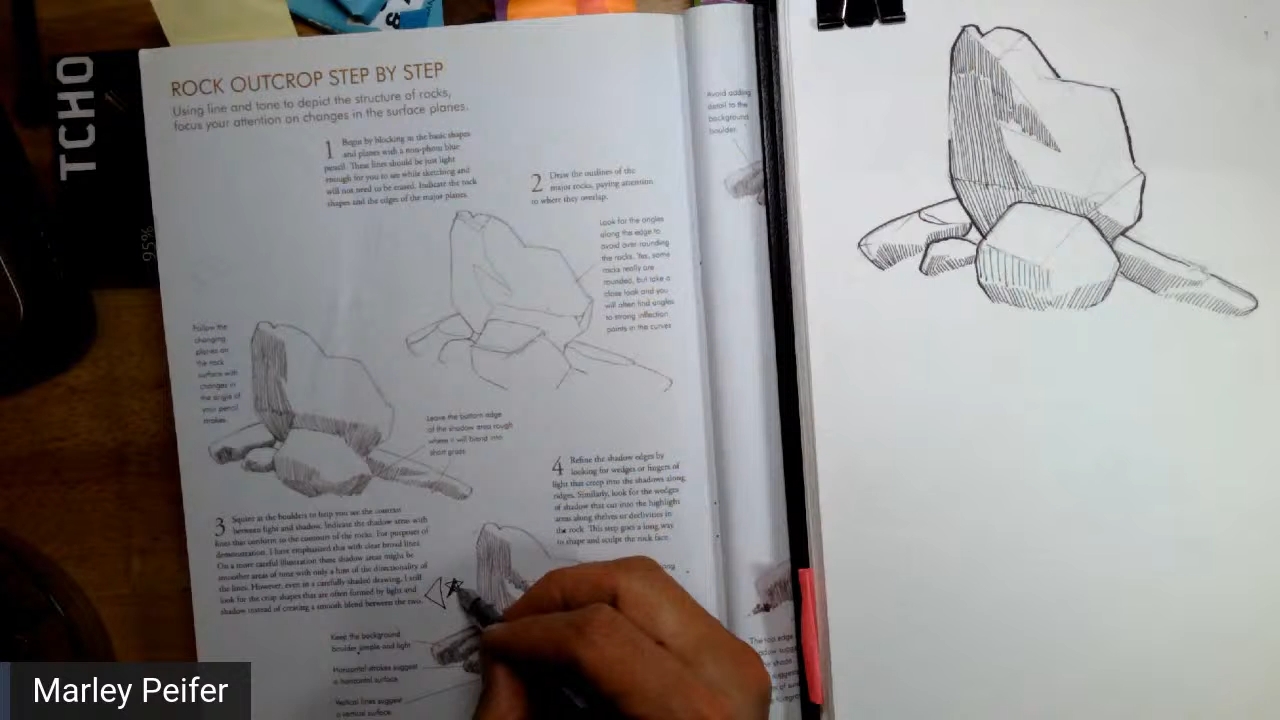 TCHO
95%
ROCK OUTCROP STEP BY STEP
Using line and tone to depict the structure of rocks,
focus your attention on changes in the surface planes.
1 Begin by blocking in the basic shapes
and planes with a non-photo blue
pencil. These lines should be just light
enough for you to see while sketching and
will not need to be erased. Indicate the rock
shapes and the edges of the major planes.
2 Draw the outlines of the
major rocks, paying attention
to where they overlap.
Look for the angles
along the edge to
avoid over rounding
the rocks. Yes, some
rocks really are
rounded, but take a
close look and you
will often find angles
to strong inflection
points in the curves
Avoid adding
detail to the
background
boulder.
Follow the
changing
planes on
the rock
surface with
changes in
the angle of
your pencil
strokes.
Leave the bottom edge
of the shadow area rough
where it will blend into
short grass.
3 Squint at the boulders to help you see the contrast
between light and shadow. Indicate the shadow areas with
lines that conform to the contours of the rocks. For purposes of
demonstration, I have emphasized this with clear broad lines.
On a more careful illustration these shadow areas might be
smoother areas of tone with only a hint of the directionality of
the lines. However, even in a carefully shaded drawing, I still
look for the crisp shapes that are often formed by light and
shadow instead of creating a smooth blend between the two.
4 Refine the shadow edges by
looking for wedges or fingers of
light that creep into the shadows along
ridges. Similarly, look for the wedges
of shadow that cut into the highlight
areas along shelves or declivities in
the rock. This step goes a long way
to shape and sculpt the rock face.
Keep the background
boulder simple and light
Horizontal strokes suggest
a horizontal surface.
Vertical lines suggest
a vertical surface.
The top edge
Marley Peifer